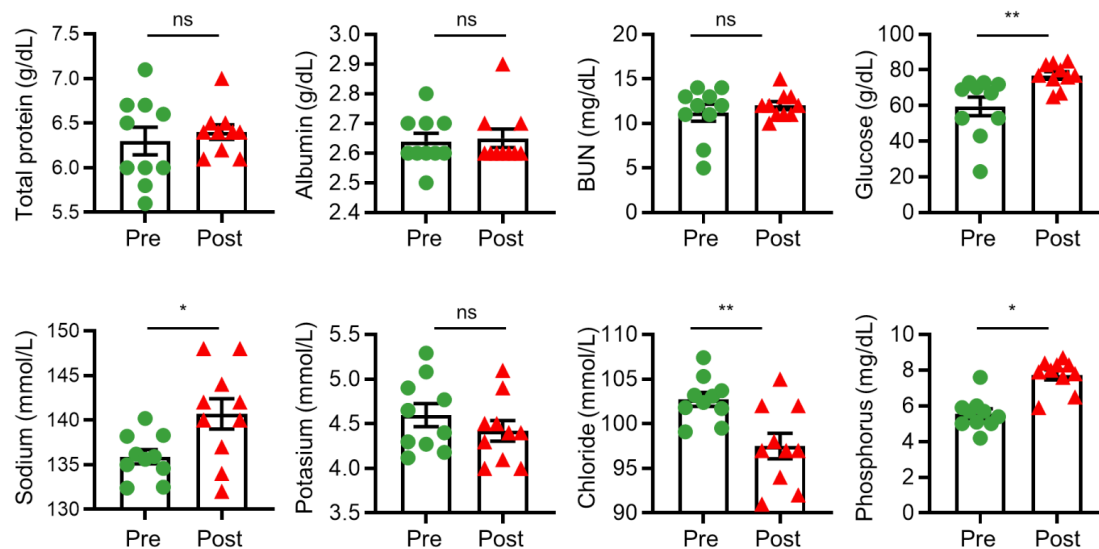 ns
Total protein (g/dL)
7.5
7.0
6.5
6.0
5.5
Pre
Post
ns
Albumin (g/dL)
2.9
2.8
2.7
2.6
2.5
2.4
3.0
Pre
Post
ns
BUN (mg/dL)
20
15
10
5
0
Pre
Post
**
Glucose (g/dL)
100
80
60
40
20
0
Pre
Post
*
Sodium (mmol/L)
150
145
140
135
130
Pre
Post
ns
Potasium (mmol/L)
5.5
5.0
4.5
4.0
3.5
Pre
Post
**
Chloride (mmol/L)
110
105
100
95
90
Pre
Post
*
Phosphorus (mg/dL)
10
8
6
4
2
0
Pre
Post